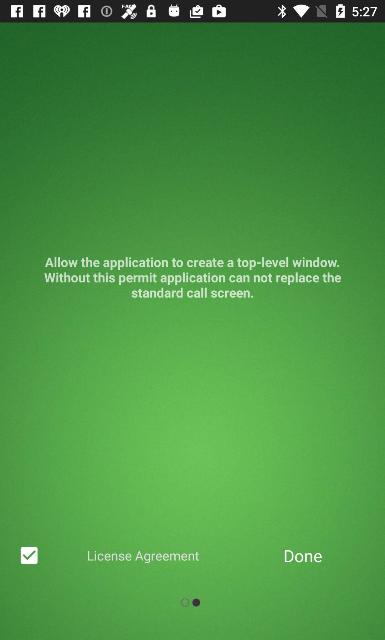 5:27
Allow the application to create a top-level window.
Without this permit application can not replace the
standard call screen.
License Agreement
Done